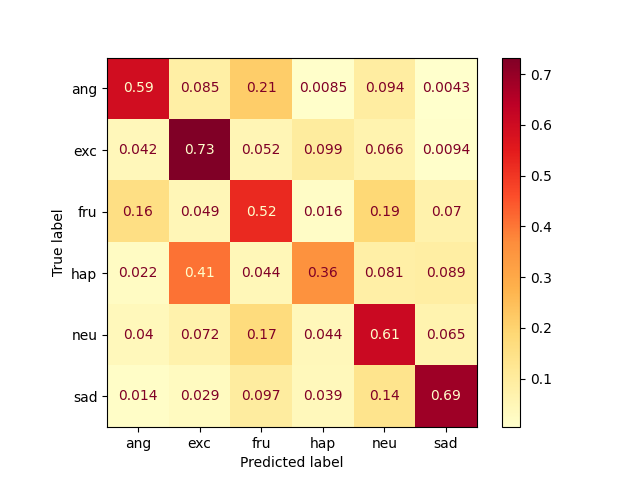 ang 0.59 0.085 0.21 0.0085 0.094 0.0043
exc 0.042 0.73 0.052 0.099 0.066 0.0094
fru 0.16 0.049 0.52 0.016 0.19 0.07
hap 0.022 0.41 0.044 0.36 0.081 0.089
neu 0.04 0.072 0.17 0.044 0.61 0.065
sad 0.014 0.029 0.097 0.039 0.14 0.69
ang exc fru hap neu sad
Predicted label
True label
0.7
0.6
0.5
0.4
0.3
0.2
0.1